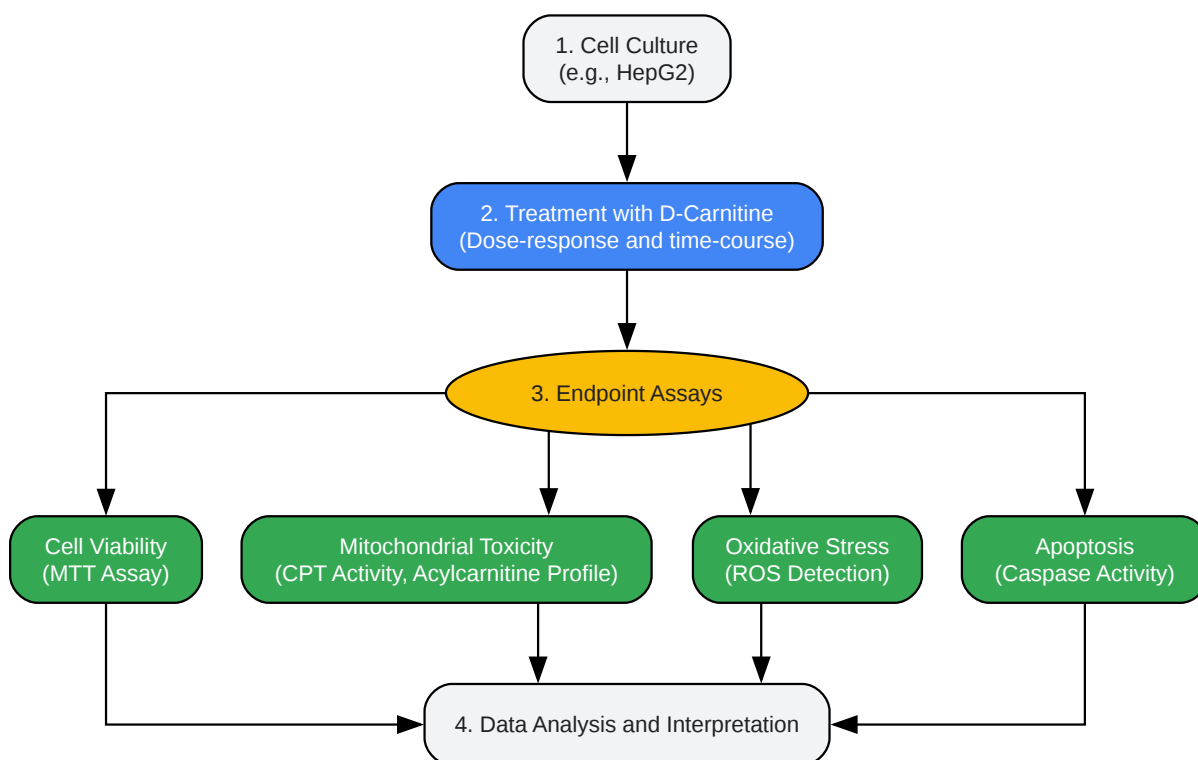 1. Cell Culture
(e.g., HepG2)
2. Treatment with D-Carnitine
(Dose-response and time-course)
3. Endpoint Assays
Cell Viability
(MTT Assay)
Mitochondrial Toxicity
(CPT Activity, Acylcarnitine Profile)
Oxidative Stress
(ROS Detection)
Apoptosis
(Caspase Activity)
4. Data Analysis and Interpretation